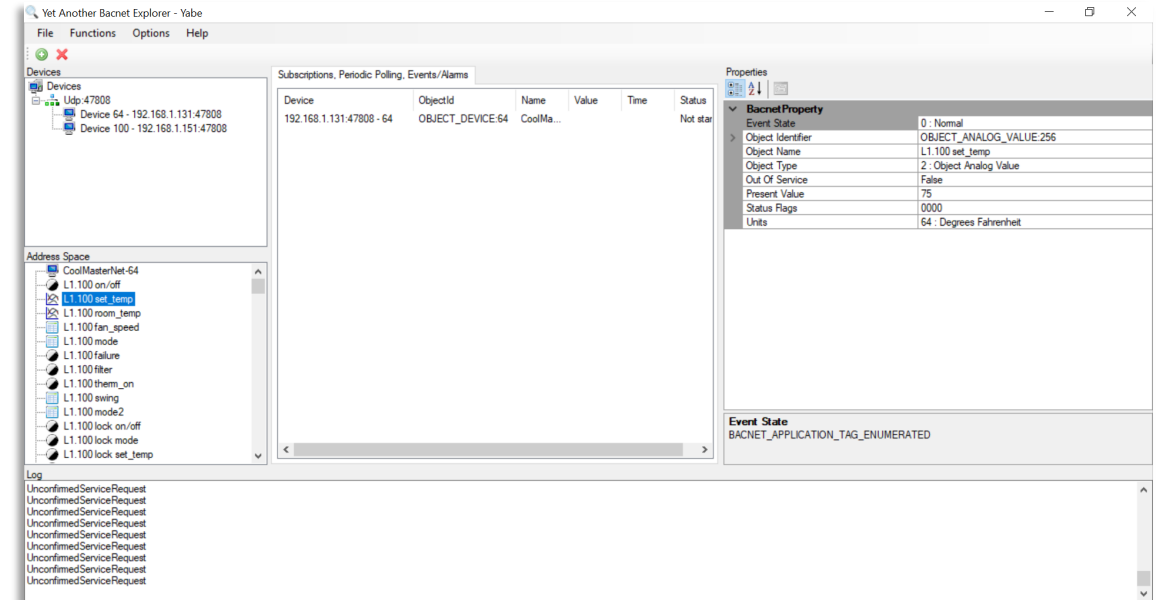 Yet Another Bacnet Explorer - Yabe
File Functions Options Help
Devices
Devices
Udp:47808
Device 64 - 192.168.1.131:47808
Device 100 - 192.168.1.151:47808
Address Space
CoolMasterNet-64
L1.100 on/off
L1.100 set_temp
L1.100 room_temp
L1.100 fan_speed
L1.100 mode
L1.100 failure
L1.100 filter
L1.100 therm_on
L1.100 swing
L1.100 mode2
L1.100 lock on/off
L1.100 lock mode
L1.100 lock set_temp
Subscriptions, Periodic Polling, Events/Alarms
Device ObjectId Name Value Time Status
192.168.1.131:47808 - 64 OBJECT_DEVICE:64 CoolMa... Not star
Properties
BacnetProperty
Event State 0 : Normal
Object Identifier OBJECT_ANALOG_VALUE:256
Object Name L1.100 set_temp
Object Type 2 : Object Analog Value
Out Of Service False
Present Value 75
Status Flags 0000
Units 64 : Degrees Fahrenheit
Event State
BACNET_APPLICATION_TAG_ENUMERATED
Log
UnconfirmedServiceRequest
UnconfirmedServiceRequest
UnconfirmedServiceRequest
UnconfirmedServiceRequest
UnconfirmedServiceRequest
UnconfirmedServiceRequest
UnconfirmedServiceRequest
UnconfirmedServiceRequest
UnconfirmedServiceRequest